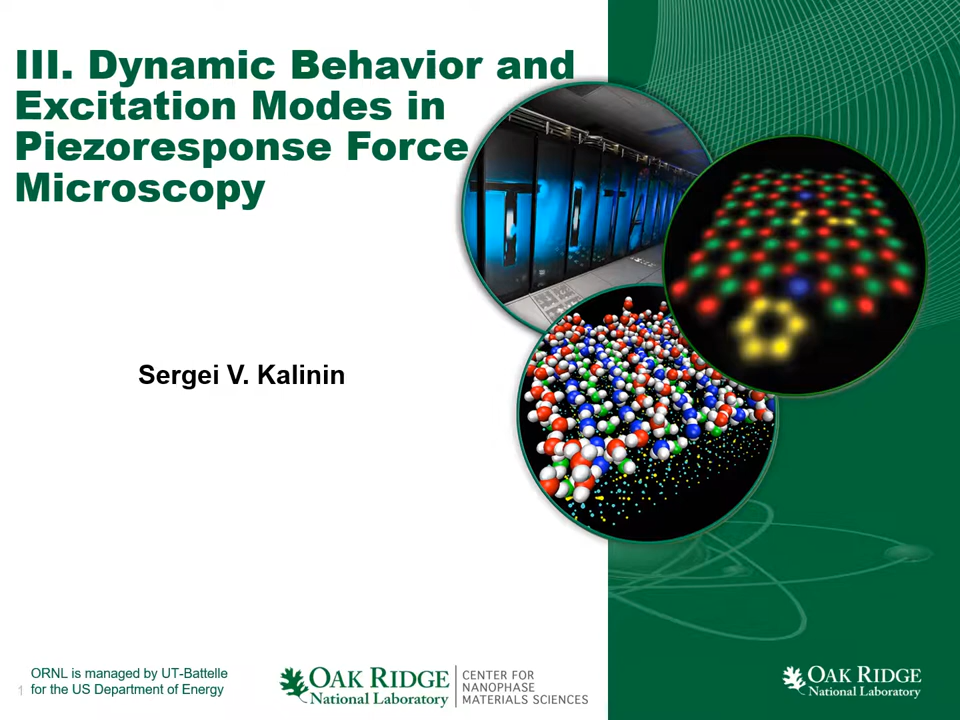 III. Dynamic Behavior and
Excitation Modes in
Piezoresponse Force
Microscopy
Sergei V. Kalinin
ORNL is managed by UT-Battelle
for the US Department of Energy
1
OAK RIDGE
National Laboratory
CENTER FOR
NANOPHASE
MATERIALS SCIENCES
OAK RIDGE
National Laboratory